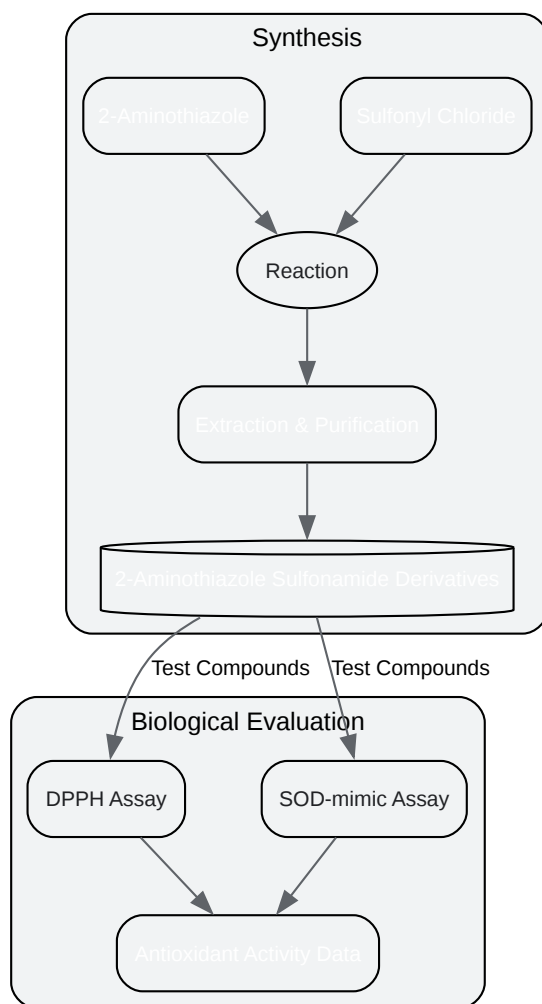 Synthesis
2-Aminothiazole
Sulfonyl Chloride
Reaction
Extraction & Purification
2-Aminothiazole Sulfonamide Derivatives
Test Compounds
Test Compounds
Biological Evaluation
DPPH Assay
SOD-mimic Assay
Antioxidant Activity Data